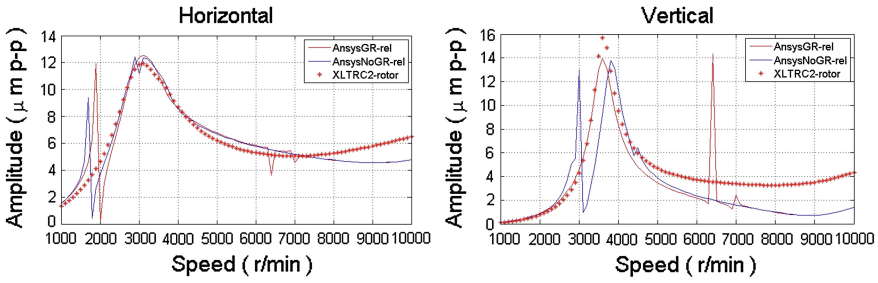 Horizontal
Amplitude ( μ m p-p)
14
12
10
8
6
4
2
0
1000 2000 3000 4000 5000 6000 7000 8000 9000 10000
Speed ( r/min )
AnsysGR-rel
AnsysNoGR-rel
XLTRC2-rotor
Vertical
Amplitude ( μ m p-p)
16
14
12
10
8
6
4
2
0
1000 2000 3000 4000 5000 6000 7000 8000 9000 10000
Speed ( r/min )
AnsysGR-rel
AnsysNoGR-rel
XLTRC2-rotor